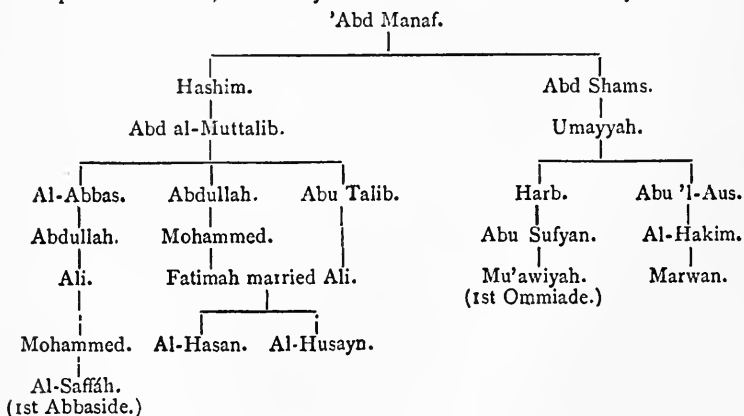 'Abd Manaf.
Hashim. Abd Shams.
Abd al-Muttalib. Umayyah.
Al-Abbas. Abdullah. Abu Talib. Harb. Abu 'l-Aus.
Abdullah. Mohammed. Abu Sufyan. Al-Hakim.
Ali. Fatimah married Ali. Mu'awiyah. Marwan.
(1st Ommiade.)
Mohammed. Al-Hasan. Al-Husayn.
Al-Saffáh.
(1st Abbaside.)